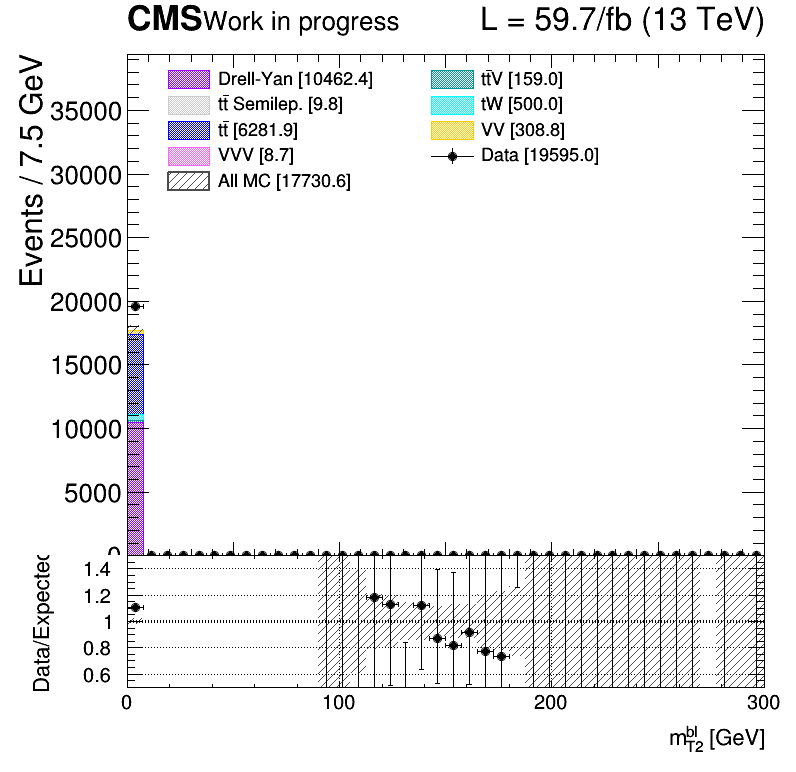 CMS Work in progress L = 59.7/fb (13 TeV)
Events / 7.5 GeV
Drell-Yan [10462.4]
tt̄ Semilep. [9.8]
tt̄ [6281.9]
VVV [8.7]
All MC [17730.6]
tt̄V [159.0]
tW [500.0]
VV [308.8]
Data [19595.0]
35000
30000
25000
20000
15000
10000
5000
0
Data/Expected
1.4
1.2
1
0.8
0.6
0 100 200 300
m_{T2}^{bl} [GeV]